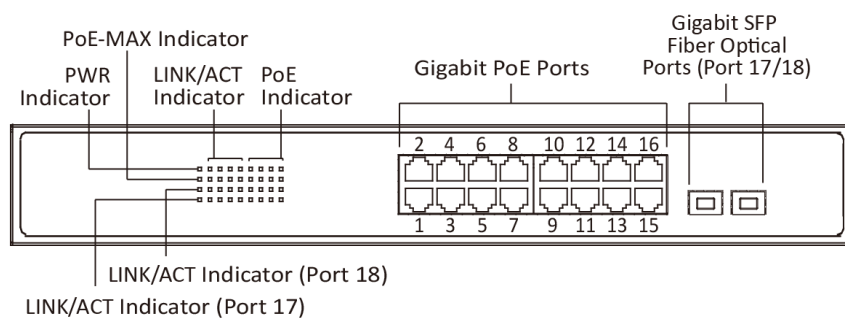 PoE-MAX Indicator
PWR
Indicator
LINK/ACT
Indicator
PoE
Indicator
Gigabit PoE Ports
Gigabit SFP
Fiber Optical
Ports (Port 17/18)
2 4 6 8 10 12 14 16
1 3 5 7 9 11 13 15
LINK/ACT Indicator (Port 18)
LINK/ACT Indicator (Port 17)